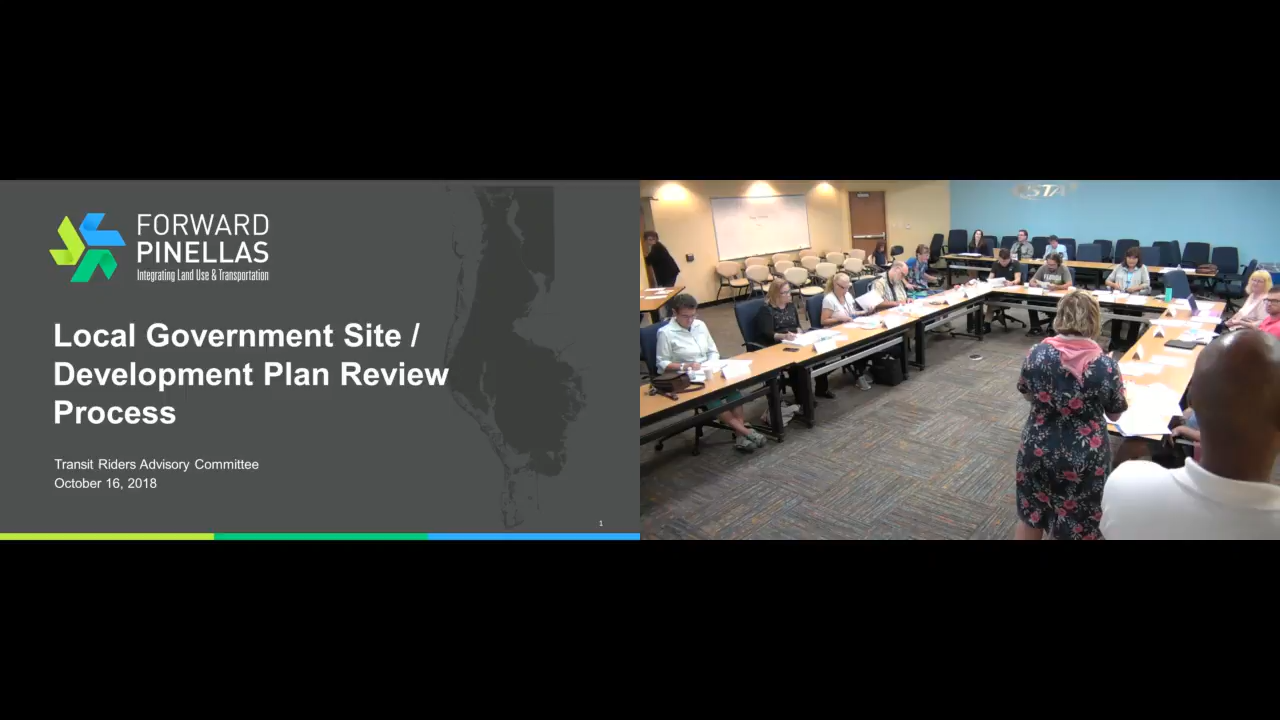 FORWARD
PINELLAS
Integrating Land Use & Transportation
Local Government Site /
Development Plan Review
Process
Transit Riders Advisory Committee
October 16, 2018
1